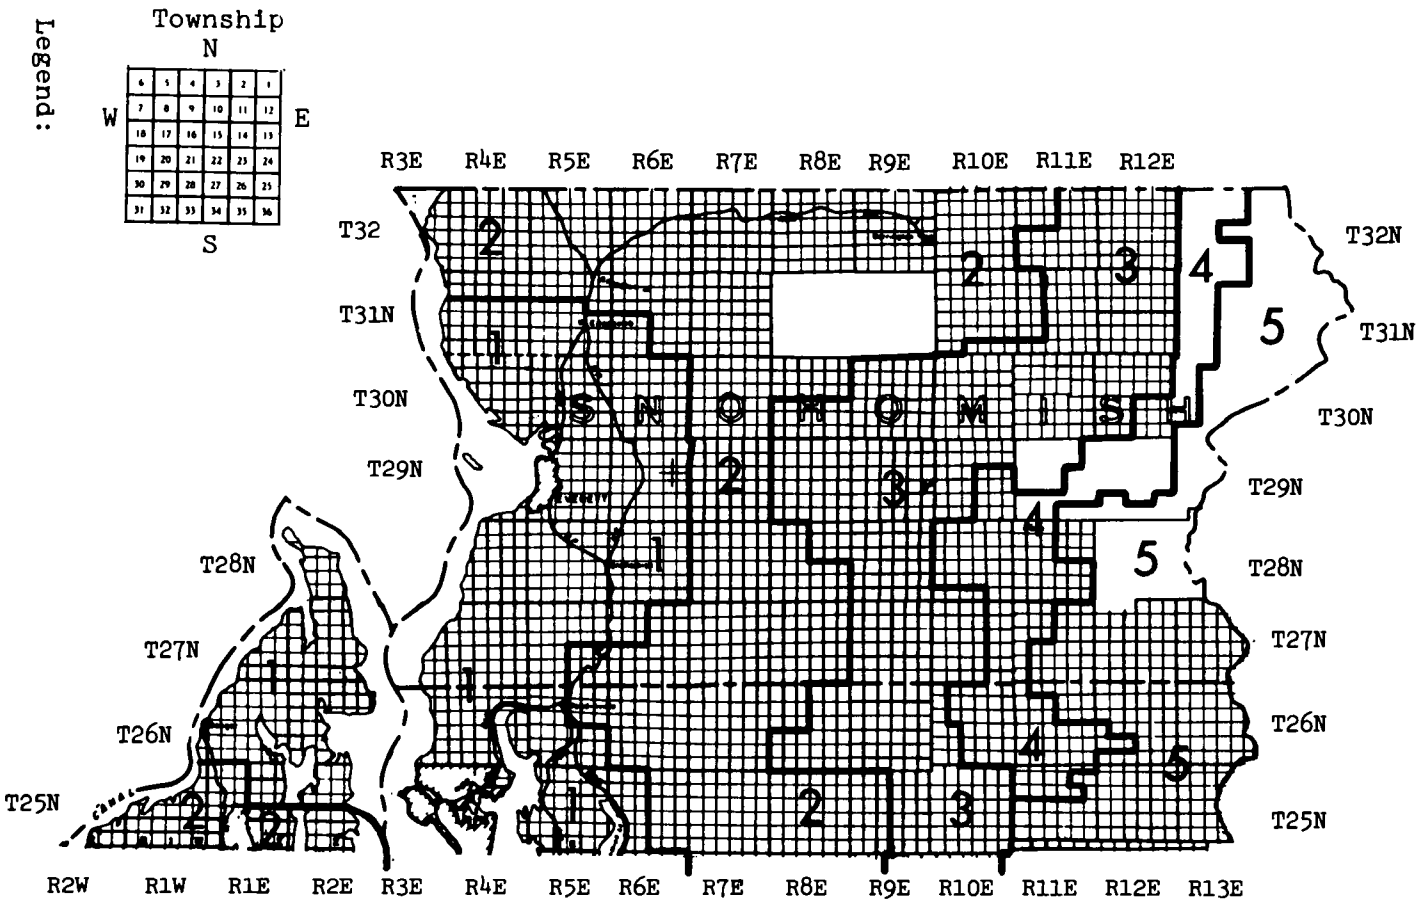 Legend:
Township
N
W
E
S
6 5 4 3 2 1
7 8 9 10 11 12
18 17 16 15 14 13
19 20 21 22 23 24
30 29 28 27 26 25
31 32 33 34 35 36
R3E R4E R5E R6E R7E R8E R9E R10E R11E R12E
T32
2
2
3
4
T32N
T31N
1
5
T31N
T30N
S N O H O M I S
T30N
T29N
2
3
T29N
4
T28N
1
5
T28N
T27N
1
1
T27N
T26N
4
5
T26N
T25N
2
2
1
2
3
T25N
R2W R1W R1E R2E R3E R4E R5E R6E R7E R8E R9E R10E R11E R12E R13E